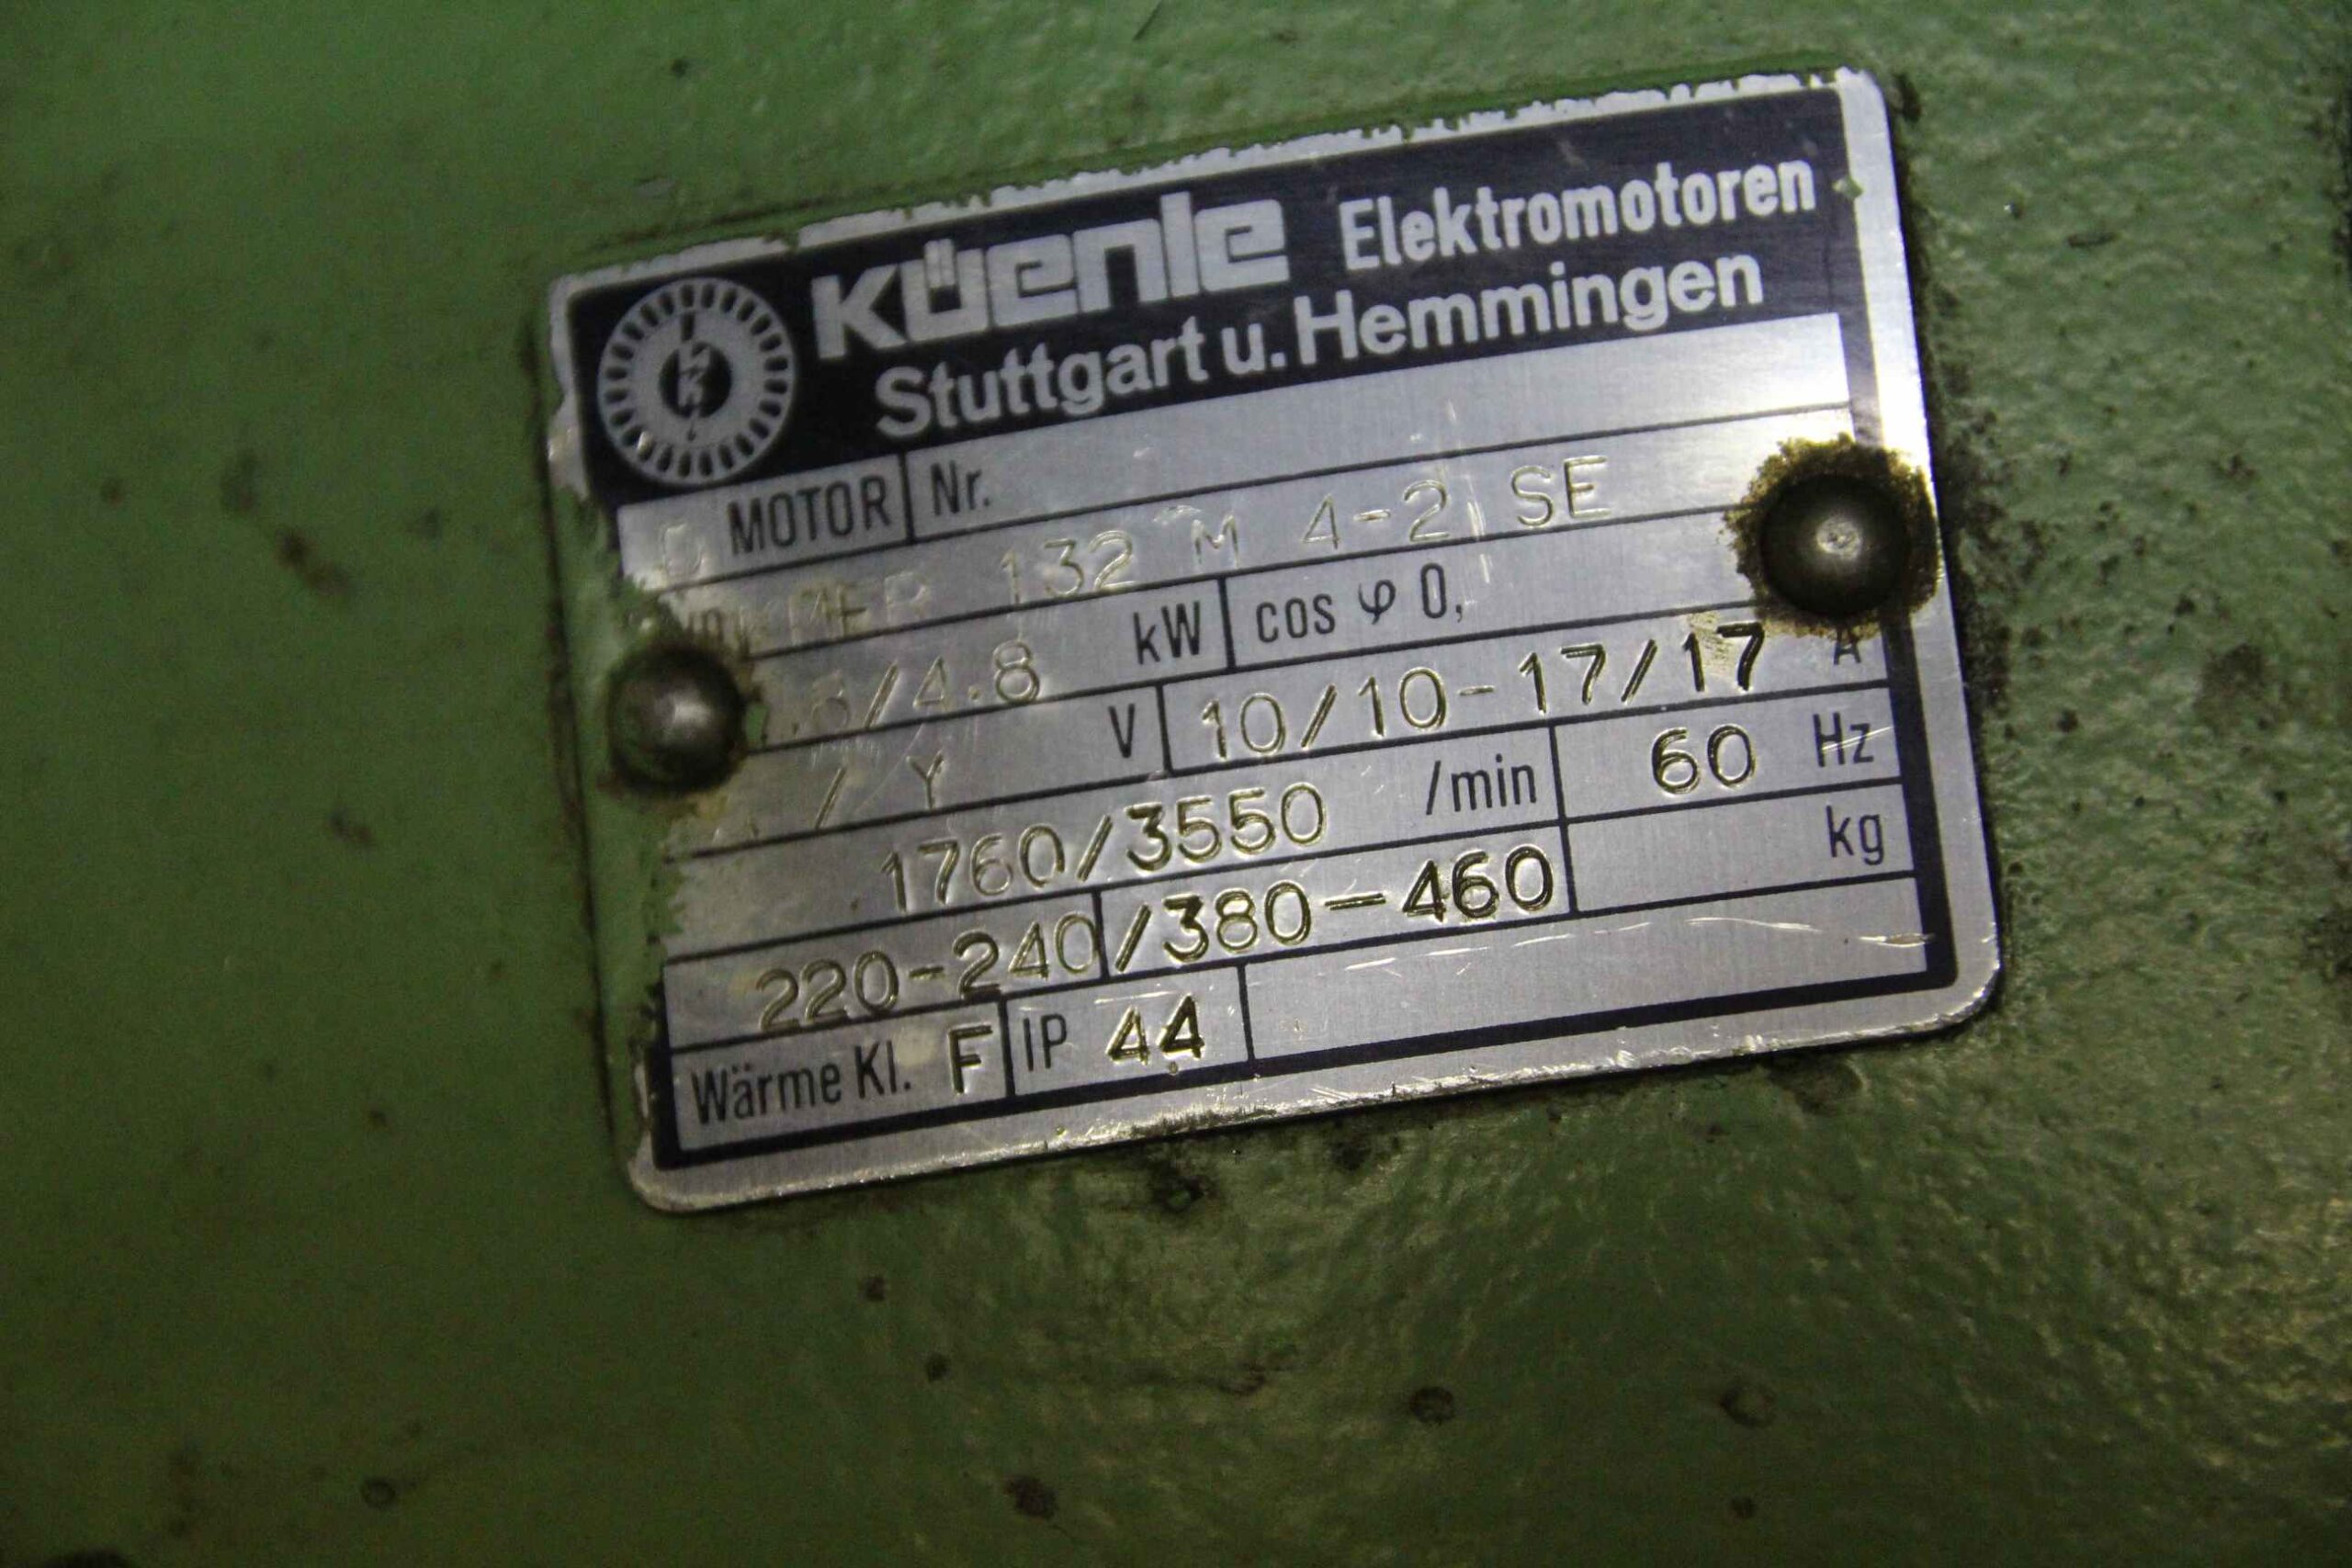 Küenle Elektromotoren
Stuttgart u. Hemmingen
D MOTOR Nr.
132 M 4-2 SE
/4.8 kW cos φ 0,
/ Y V 10/10-17/17 A
1760/3550 /min 60 Hz
220-240/380-460 kg
Wärme Kl. F IP 44